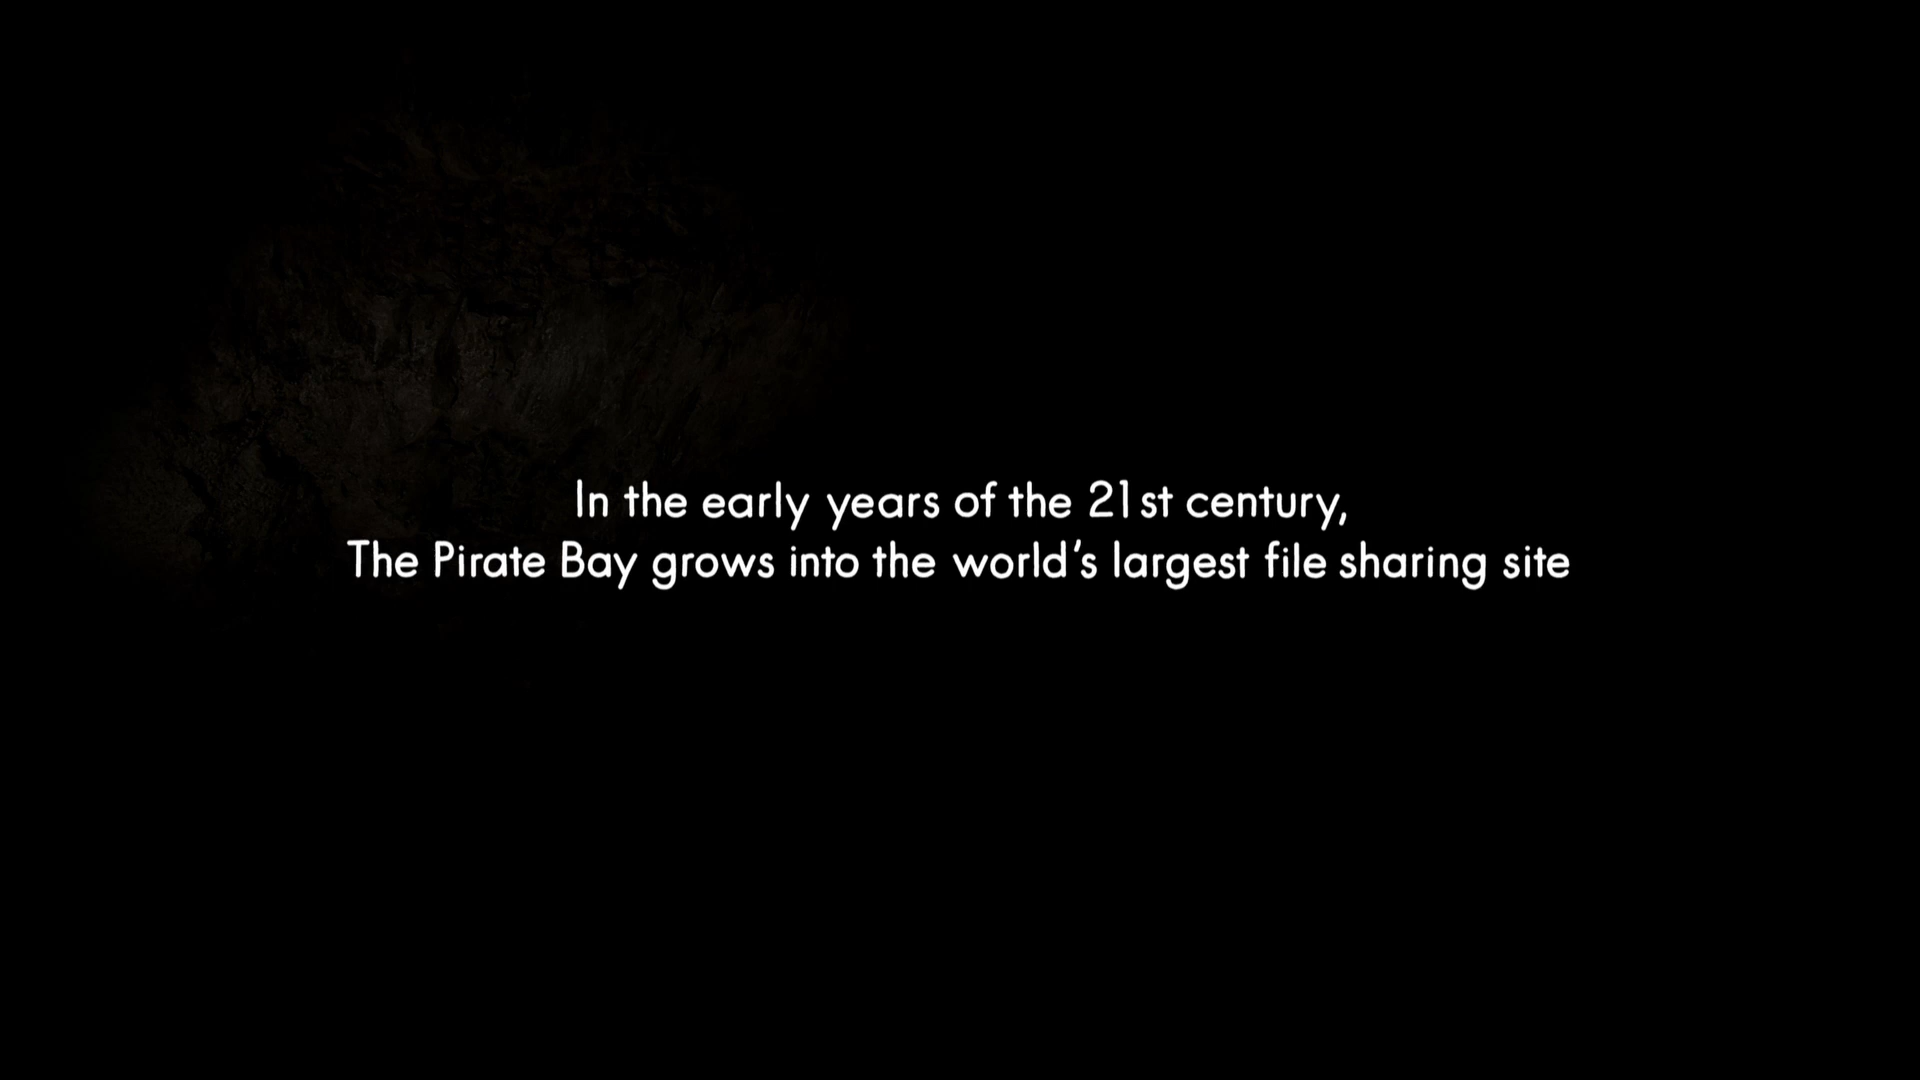 In the early years of the 21st century,
The Pirate Bay grows into the world's largest file sharing site